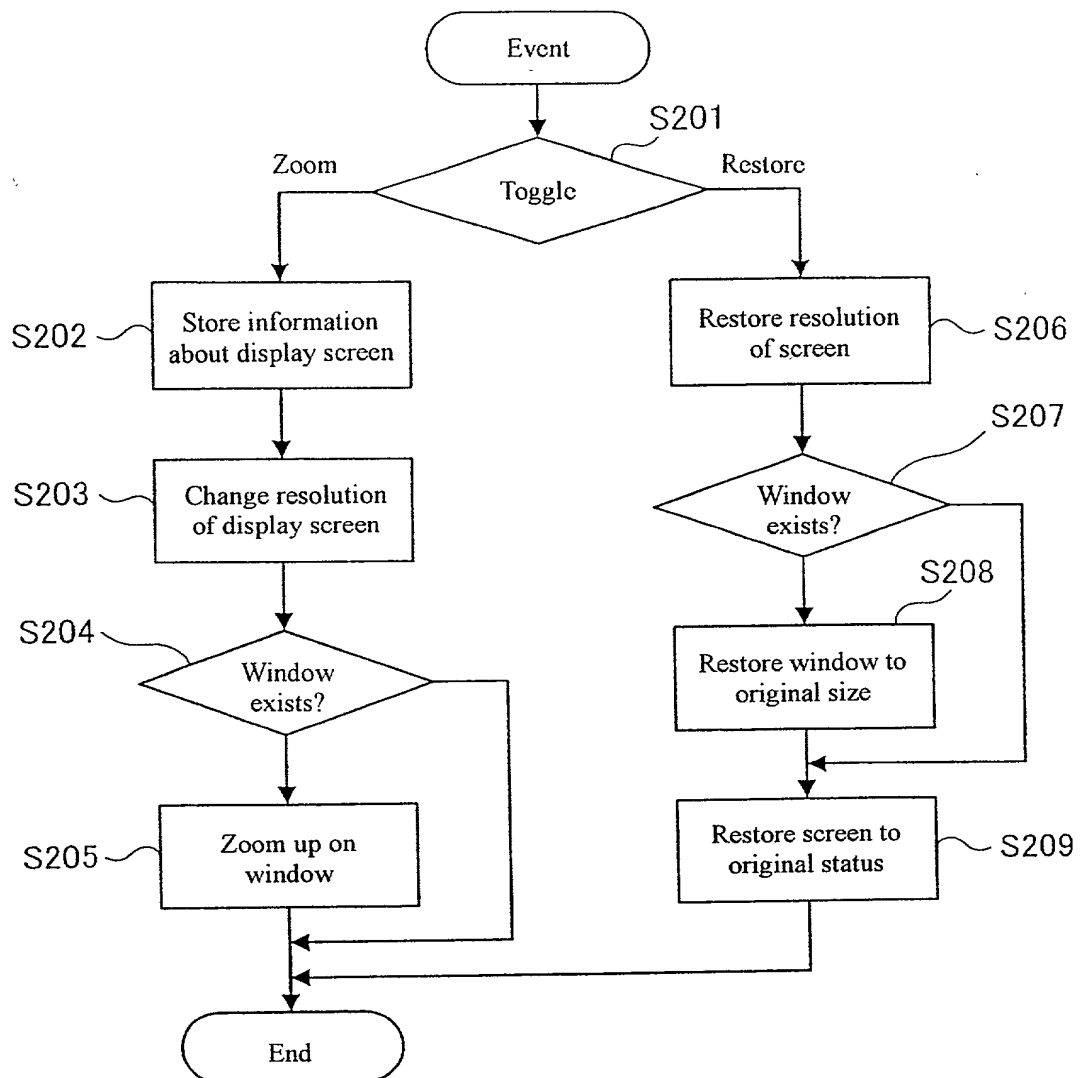 Event
S201
Zoom
Restore
Toggle
S202
Store information
about display screen
S206
Restore resolution
of screen
S203
Change resolution
of display screen
S207
Window
exists?
S204
Window
exists?
S208
Restore window to
original size
S205
Zoom up on
window
Restore screen to
original status
S209
End